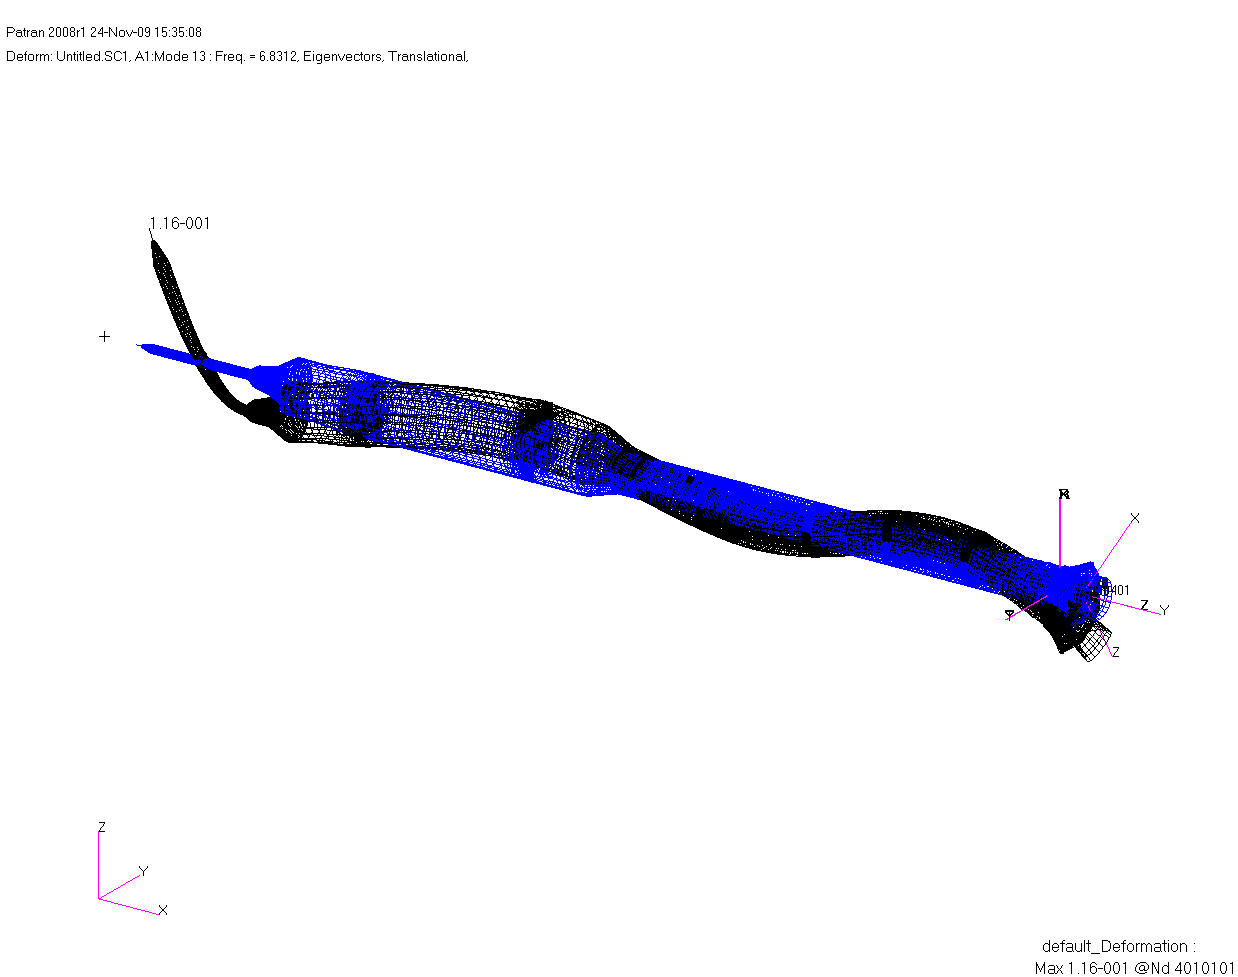 Patran 2008r1 24-Nov-09 15:35:08
Deform: Untitled.SC1, A1:Mode 13 : Freq. = 6.8312, Eigenvectors, Translational,
1.16-001
R
X
Z
Y
Z
Z
Y
X
default_Deformation :
Max 1.16-001 @Nd 4010101